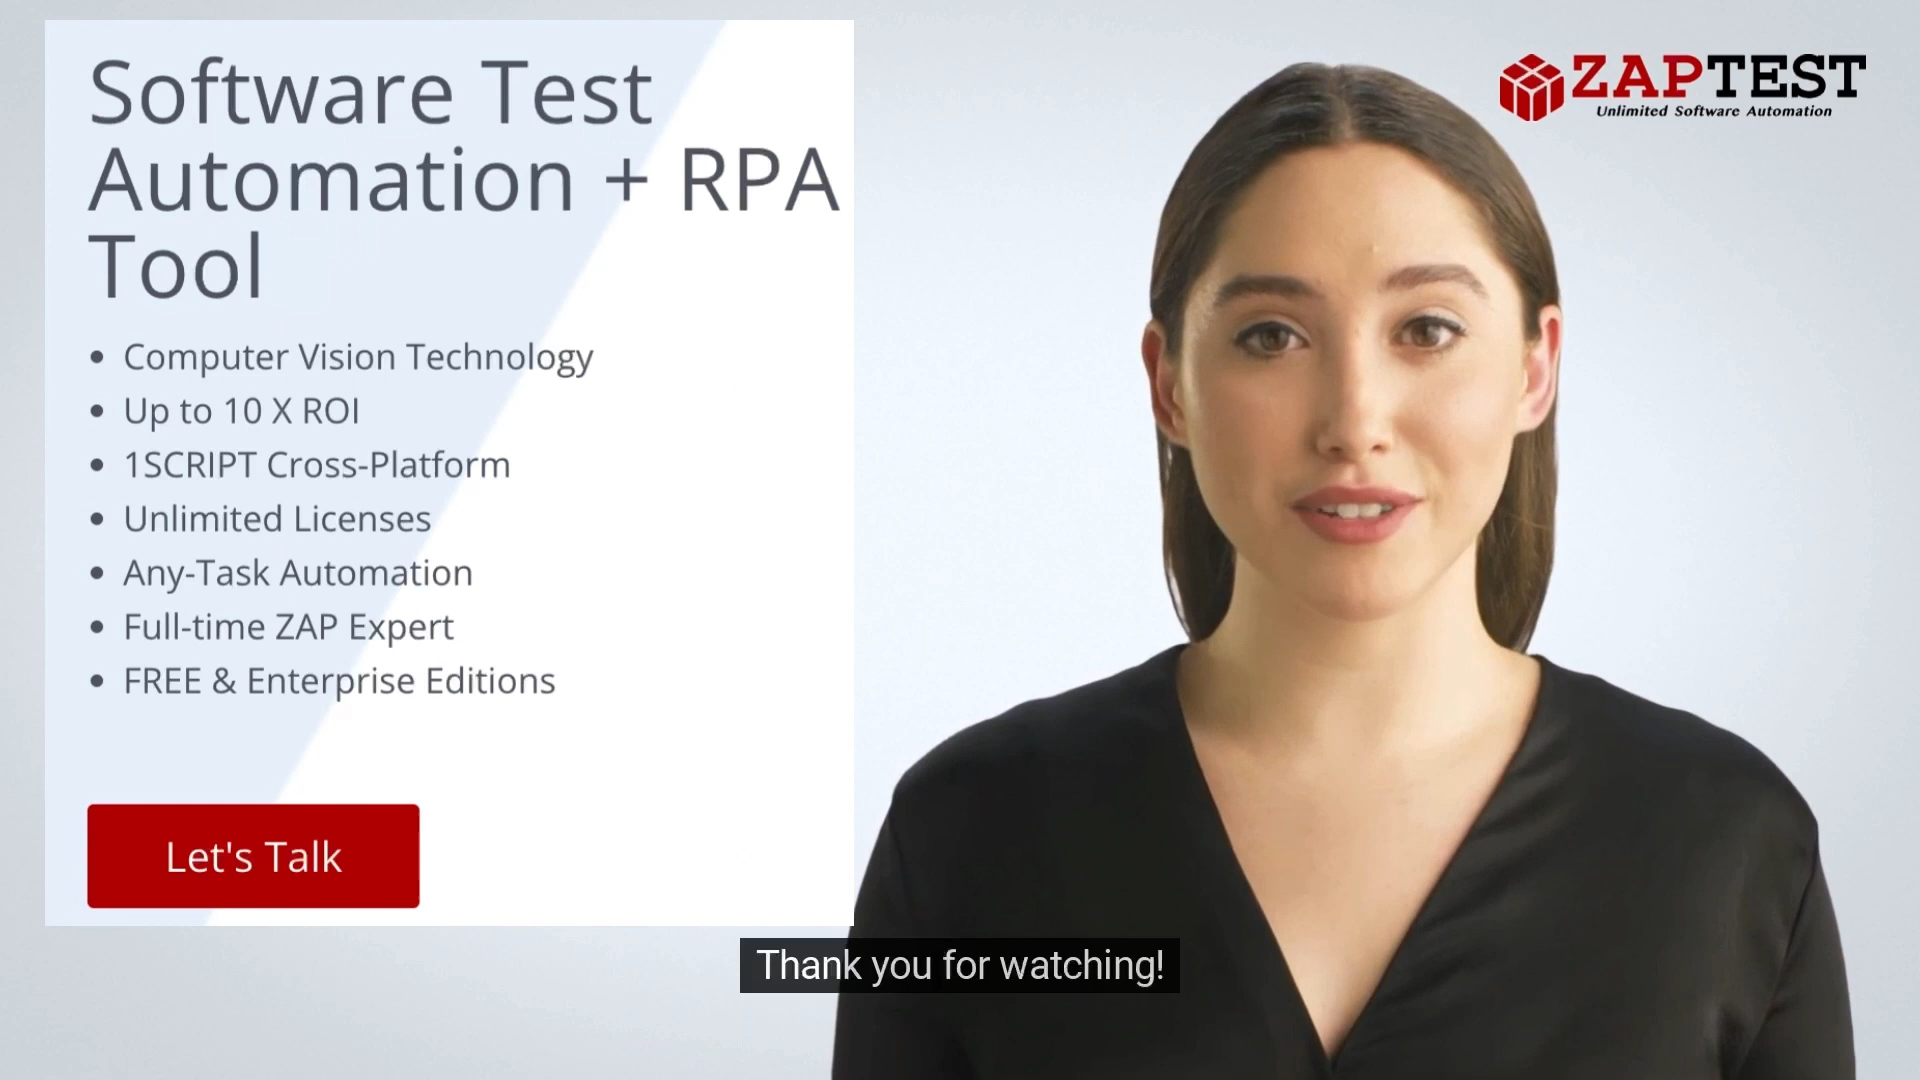 Software Test
Automation + RPA
Tool
• Computer Vision Technology
• Up to 10 X ROI
• 1SCRIPT Cross-Platform
• Unlimited Licenses
• Any-Task Automation
• Full-time ZAP Expert
• FREE & Enterprise Editions
Let's Talk
ZAPTEST
Unlimited Software Automation
Thank you for watching!